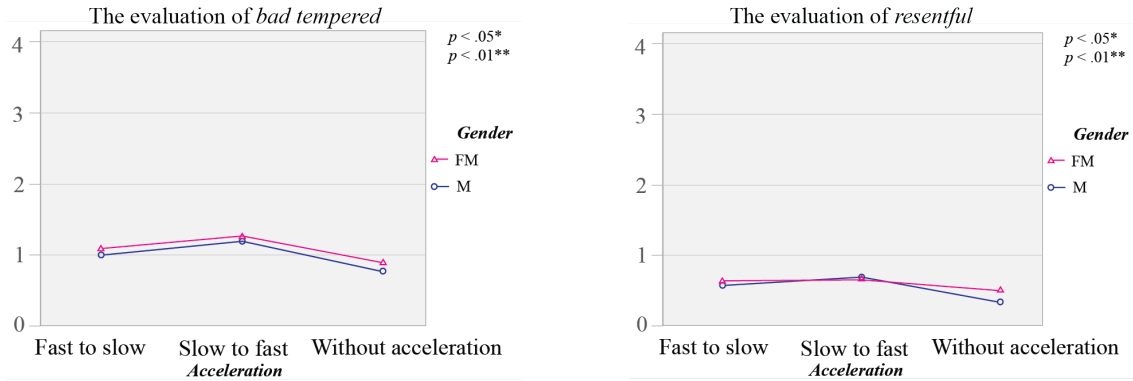 The evaluation of bad tempered
p < .05*
p < .01**
4
3
2
1
0
Gender
FM
M
Fast to slow
Slow to fast
Without acceleration
Acceleration
The evaluation of resentful
p < .05*
p < .01**
4
3
2
1
0
Gender
FM
M
Fast to slow
Slow to fast
Without acceleration
Acceleration